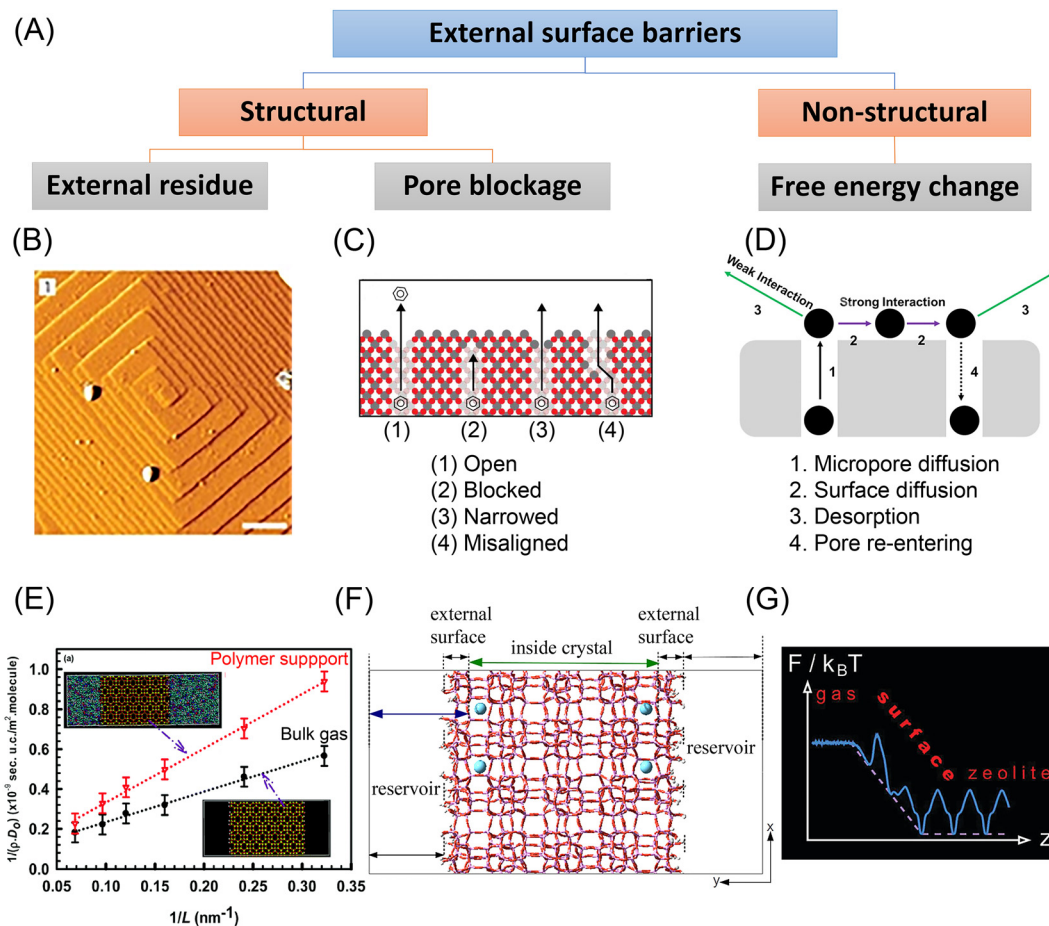 (A)
External surface barriers
Structural
Non-structural
External residue
Pore blockage
Free energy change
(B)
1
(C)
(1) (2) (3) (4)
(1) Open
(2) Blocked
(3) Narrowed
(4) Misaligned
(D)
Weak Interaction
Strong Interaction
3
2
2
3
1
4
1. Micropore diffusion
2. Surface diffusion
3. Desorption
4. Pore re-entering
(E)
(a)
Polymer suppport
Bulk gas
1/(ρ.D₀) (x10⁻⁹ sec. u.c./m² molecule)
1.0
0.8
0.6
0.4
0.2
0.0
0.05 0.10 0.15 0.20 0.25 0.30 0.35
1/L (nm⁻¹)
(F)
external
surface
inside crystal
external
surface
reservoir
reservoir
x
y
(G)
F / kBT
gas
surface
zeolite
Z